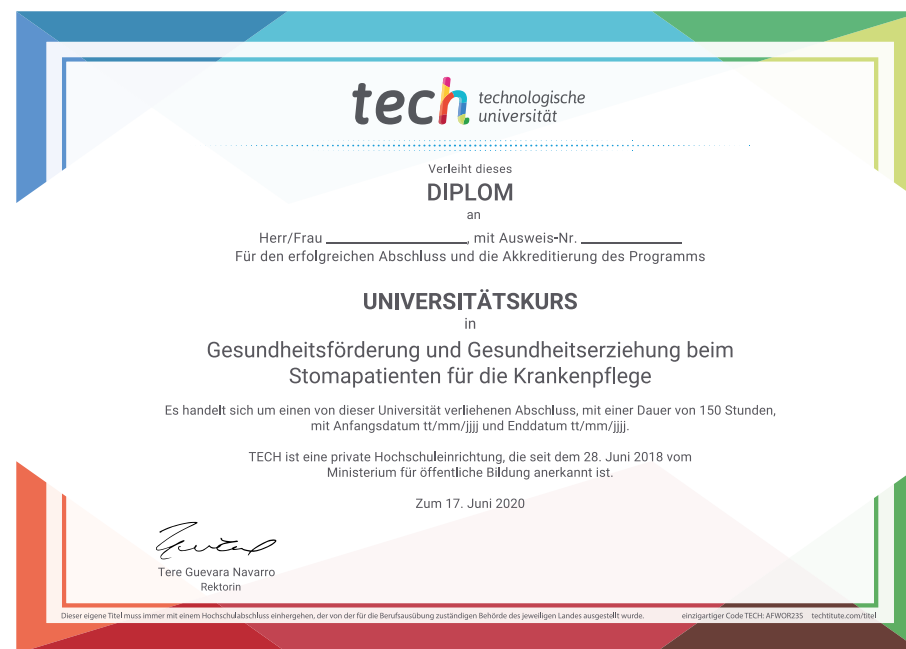 tech technologische
universität
Verleiht dieses
DIPLOM
an
Herr/Frau ____________________, mit Ausweis-Nr. ______________
Für den erfolgreichen Abschluss und die Akkreditierung des Programms
UNIVERSITÄTSKURS
in
Gesundheitsförderung und Gesundheitserziehung beim
Stomapatienten für die Krankenpflege
Es handelt sich um einen von dieser Universität verliehenen Abschluss, mit einer Dauer von 150 Stunden,
mit Anfangsdatum tt/mm/jjjj und Enddatum tt/mm/jjjj.
TECH ist eine private Hochschuleinrichtung, die seit dem 28. Juni 2018 vom
Ministerium für öffentliche Bildung anerkannt ist.
Zum 17. Juni 2020
Tere Guevara Navarro
Rektorin
Dieser eigene Titel muss immer mit einem Hochschulabschluss einhergehen, der von der für die Berufsausübung zuständigen Behörde des jeweiligen Landes ausgestellt wurde. einzigartiger Code TECH: AFWOR23S techtitute.com/titel